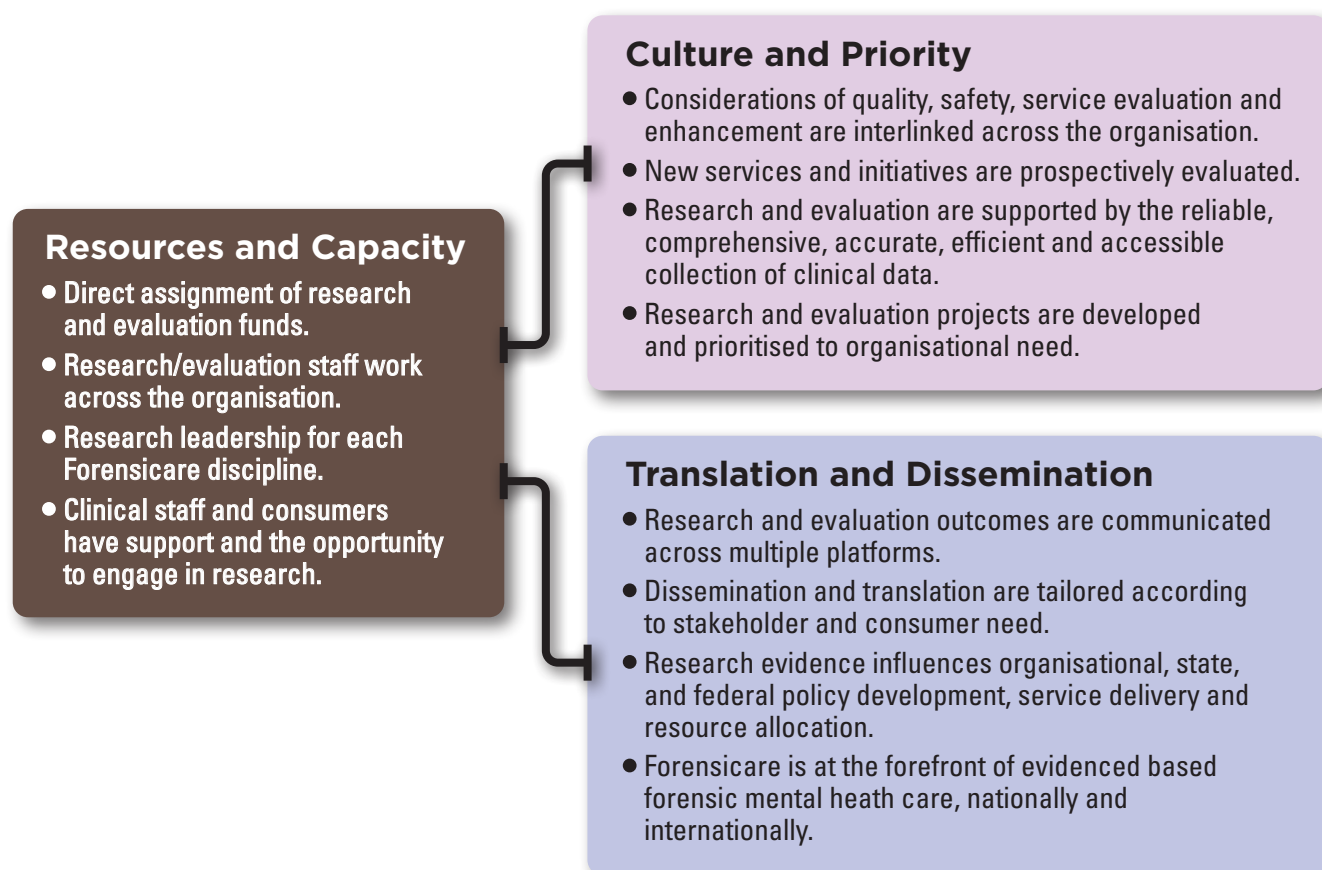 Resources and Capacity
● Direct assignment of research
and evaluation funds.
● Research/evaluation staff work
across the organisation.
● Research leadership for each
Forensicare discipline.
● Clinical staff and consumers
have support and the opportunity
to engage in research.
Culture and Priority
● Considerations of quality, safety, service evaluation and
enhancement are interlinked across the organisation.
● New services and initiatives are prospectively evaluated.
● Research and evaluation are supported by the reliable,
comprehensive, accurate, efficient and accessible
collection of clinical data.
● Research and evaluation projects are developed
and prioritised to organisational need.
Translation and Dissemination
● Research and evaluation outcomes are communicated
across multiple platforms.
● Dissemination and translation are tailored according
to stakeholder and consumer need.
● Research evidence influences organisational, state,
and federal policy development, service delivery and
resource allocation.
● Forensicare is at the forefront of evidenced based
forensic mental heath care, nationally and
internationally.